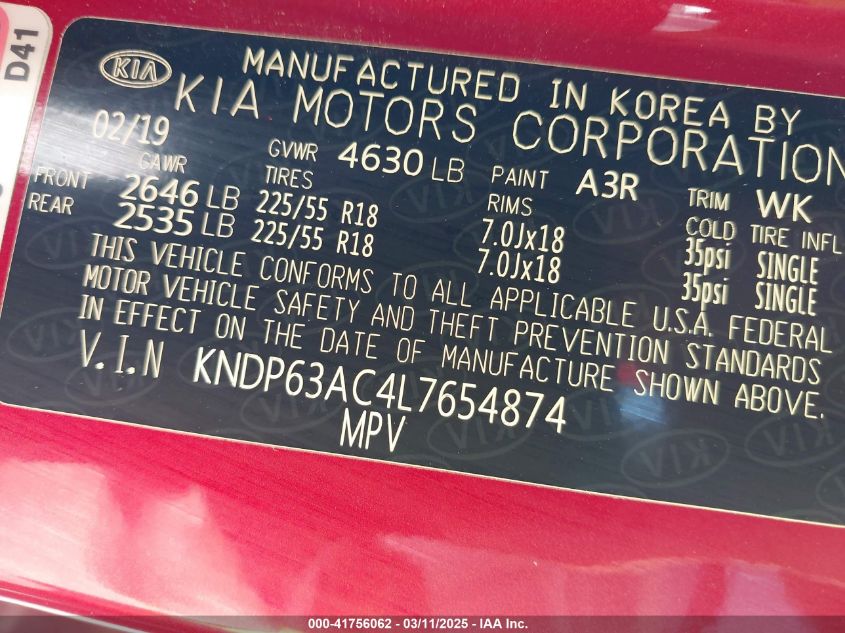 D41
KIA
MANUFACTURED IN KOREA BY
KIA MOTORS CORPORATION
02/19
GAWR GVWR 4630 LB PAINT A3R TRIM WK
TIRES RIMS COLD TIRE INFL
FRONT 2646 LB 225/55 R18 7.0Jx18 35psi SINGLE
REAR 2535 LB 225/55 R18 7.0Jx18 35psi SINGLE
THIS VEHICLE CONFORMS TO ALL APPLICABLE U.S.A. FEDERAL
MOTOR VEHICLE SAFETY AND THEFT PREVENTION STANDARDS
IN EFFECT ON THE DATE OF MANUFACTURE SHOWN ABOVE.
V.I.N KNDP63AC4L7654874
MPV
000-41756062 - 03/11/2025 - IAA Inc.